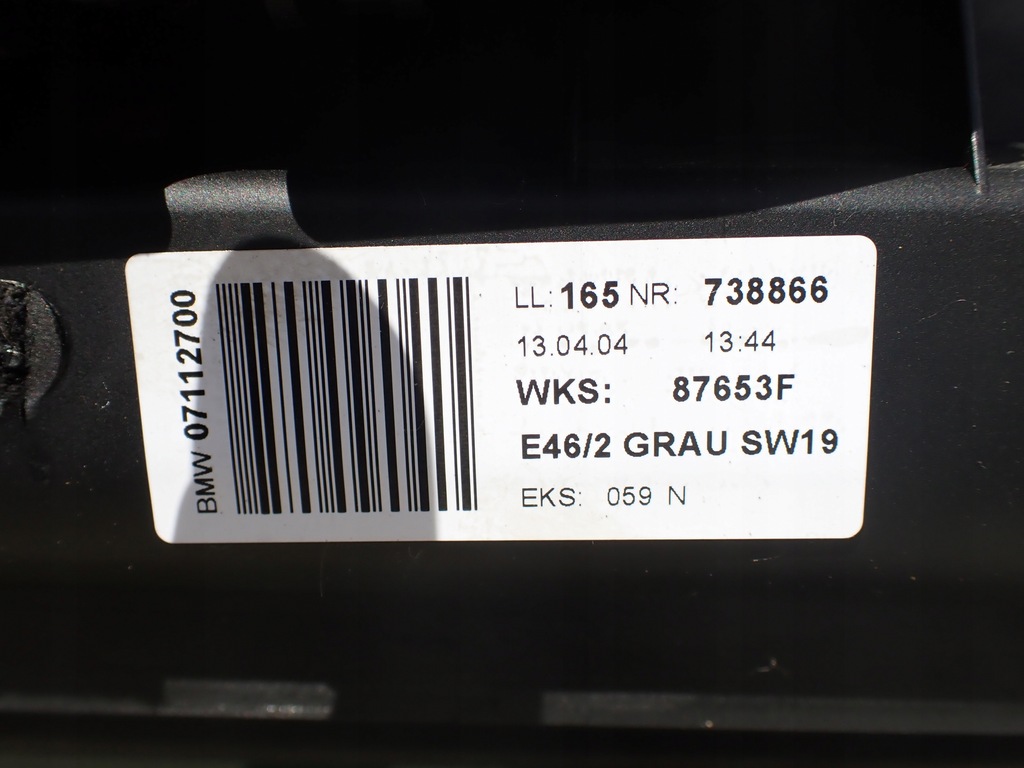 BMW 07112700
LL: 165 NR: 738866
13.04.04 13:44
WKS: 87653F
E46/2 GRAU SW19
EKS: 059 N